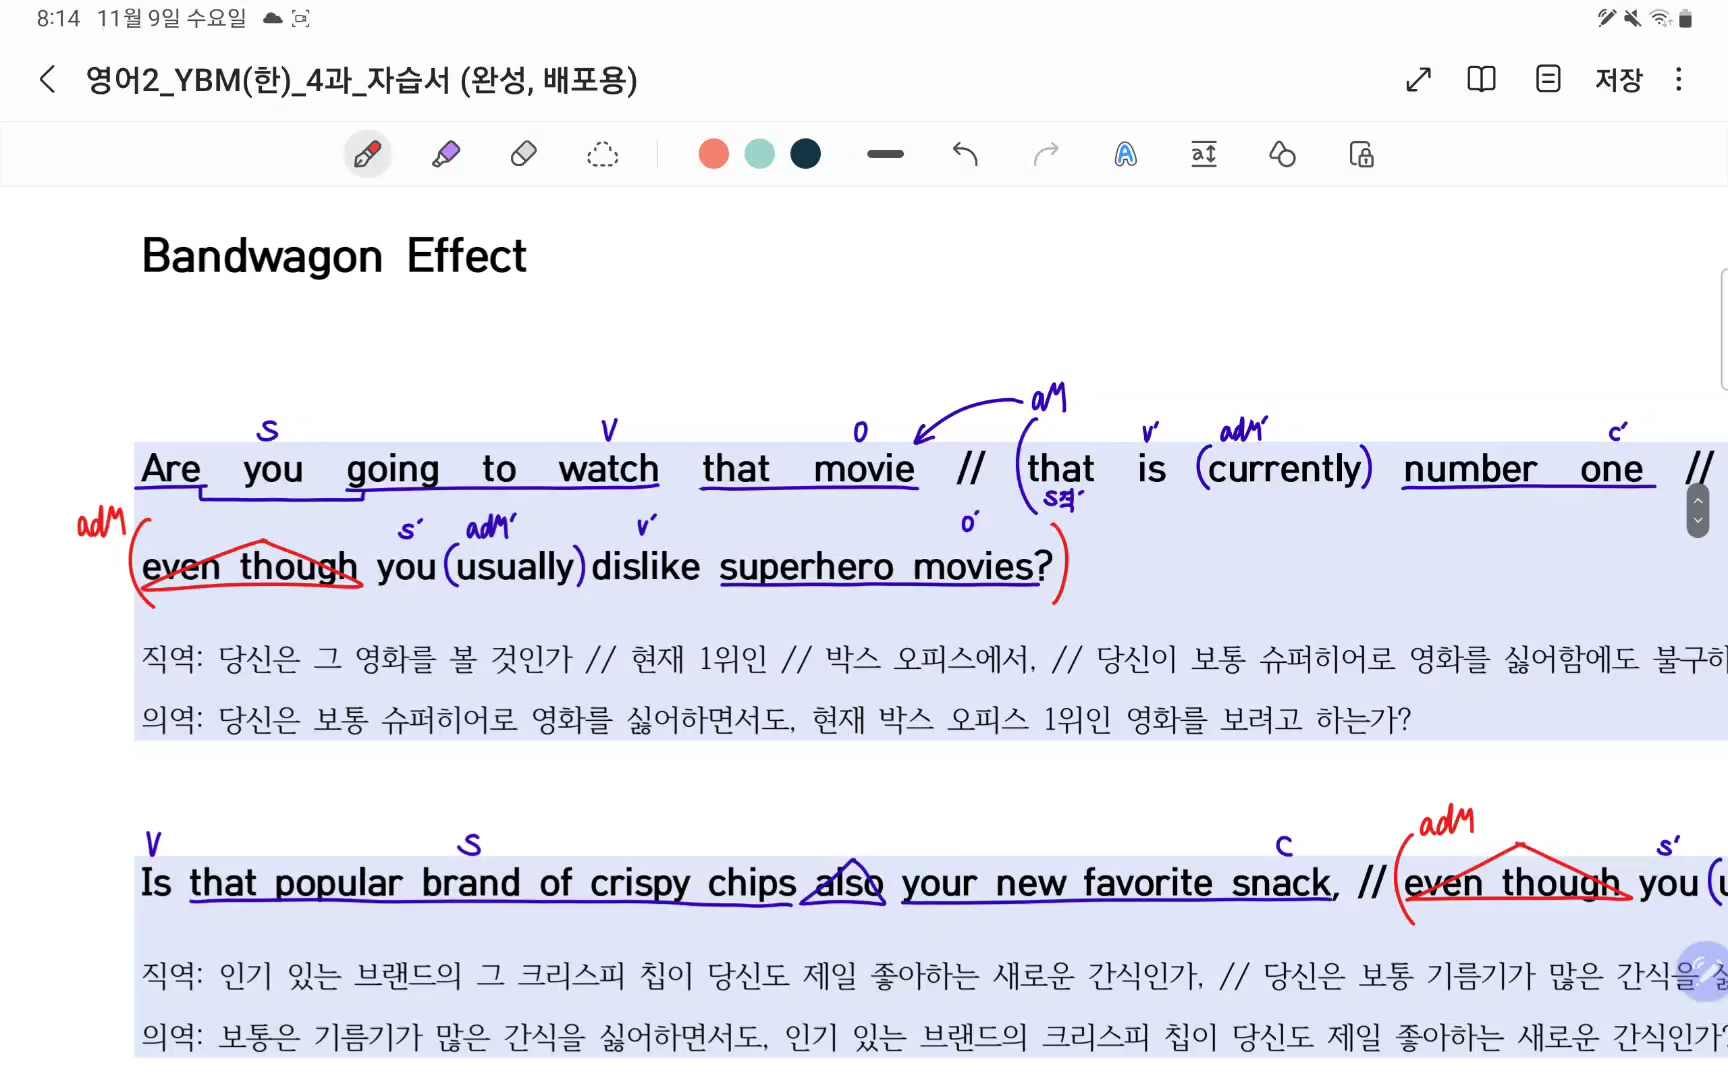 8:14 11월 9일 수요일
영어2_YBM(한)_4과_자습서 (완성, 배포용)
저장
Bandwagon Effect
aM
S V O v' adM' c'
Are you going to watch that movie // (that is (currently) number one //
s격'
adM s' adM' v' o'
(even though you (usually) dislike superhero movies?)
직역: 당신은 그 영화를 볼 것인가 // 현재 1위인 // 박스 오피스에서, // 당신이 보통 슈퍼히어로 영화를 싫어함에도 불구하
의역: 당신은 보통 슈퍼히어로 영화를 싫어하면서도, 현재 박스 오피스 1위인 영화를 보려고 하는가?
adM
V S C s'
Is that popular brand of crispy chips also your new favorite snack, // (even though you (u
직역: 인기 있는 브랜드의 그 크리스피 칩이 당신도 제일 좋아하는 새로운 간식인가, // 당신은 보통 기름기가 많은 간식을
의역: 보통은 기름기가 많은 간식을 싫어하면서도, 인기 있는 브랜드의 크리스피 칩이 당신도 제일 좋아하는 새로운 간식인가?